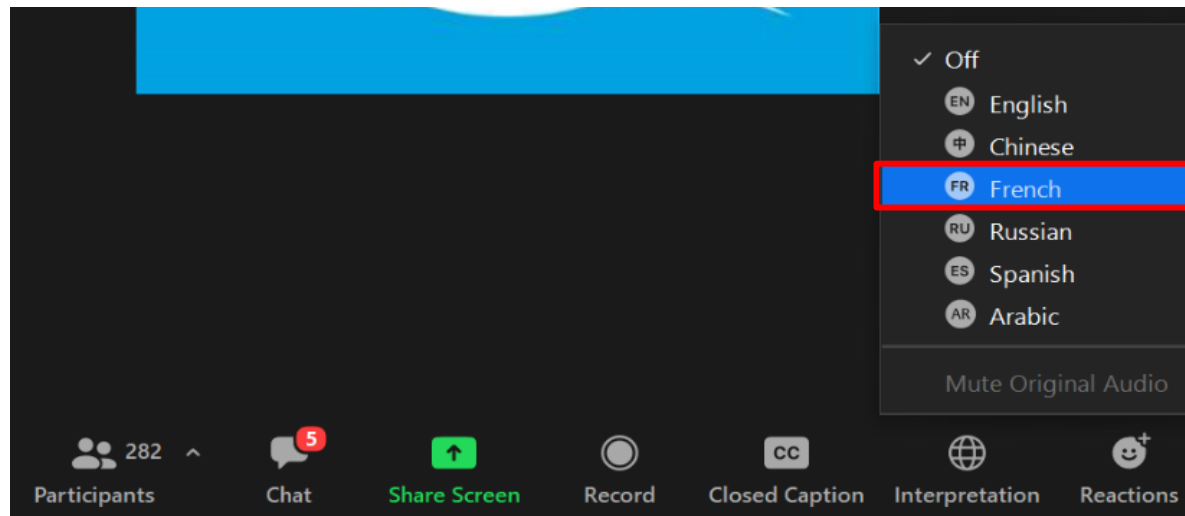 ✓ Off
EN English
中 Chinese
FR French
RU Russian
ES Spanish
AR Arabic
Mute Original Audio
282
5
CC
Participants Chat Share Screen Record Closed Caption Interpretation Reactions